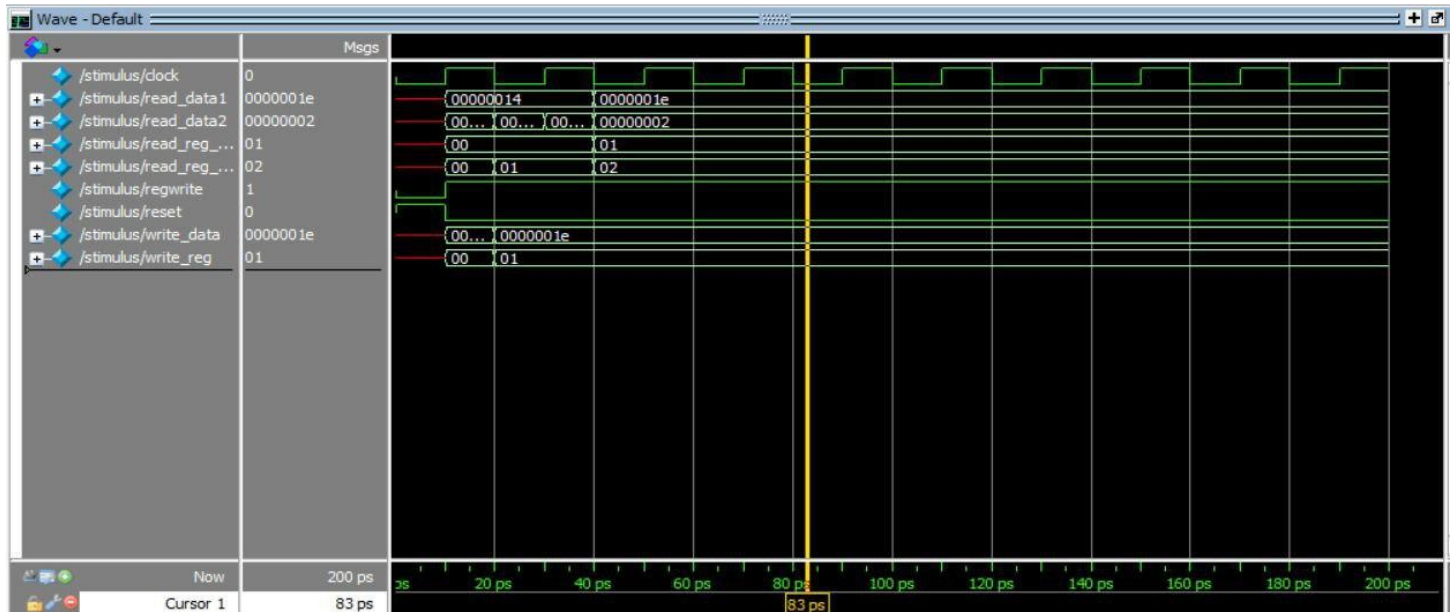 Wave - Default
Msgs
/stimulus/clock 0
/stimulus/read_data1 0000001e 00000014 0000001e
/stimulus/read_data2 00000002 00... 00... 00... 00000002
/stimulus/read_reg_... 01 00 01
/stimulus/read_reg_... 02 00 01 02
/stimulus/regwrite 1
/stimulus/reset 0
/stimulus/write_data 0000001e 00... 0000001e
/stimulus/write_reg 01 00 01
Now 200 ps ps 20 ps 40 ps 60 ps 80 ps 100 ps 120 ps 140 ps 160 ps 180 ps 200 ps
Cursor 1 83 ps 83 ps